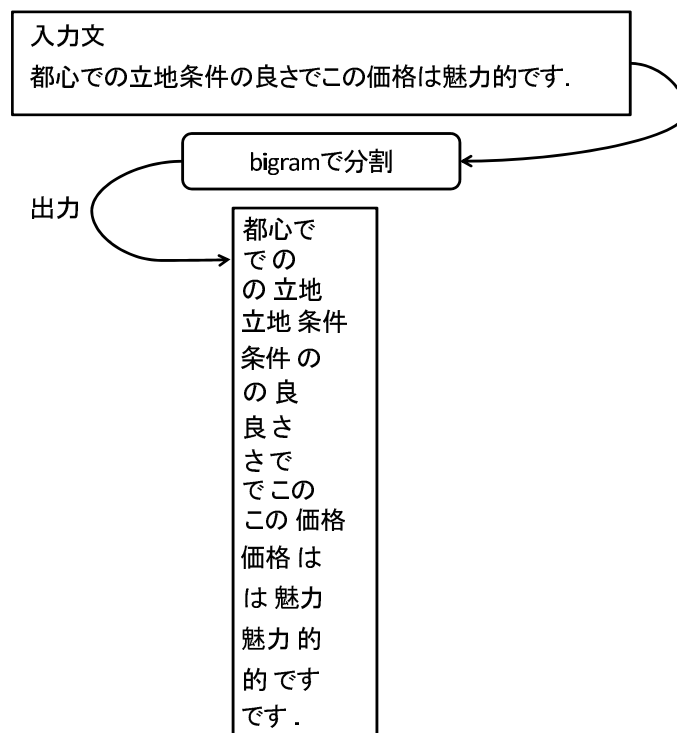 入力文
都心での立地条件の良さでこの価格は魅力的です.
bigramで分割
出力
都心で
での
の 立地
立地 条件
条件 の
の 良
良さ
さで
でこの
この 価格
価格 は
は 魅力
魅力 的
的 です
です .